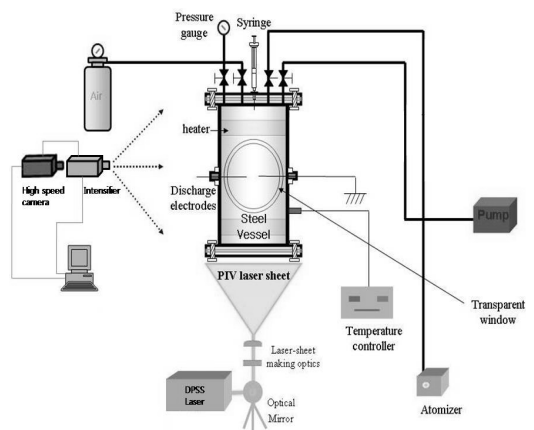 Pressure
gauge
Syringe
Air
heater
High speed
camera
Intensifier
Discharge
electrodes
Steel
Vessel
Pump
PIV laser sheet
Transparent
window
Temperature
controller
Laser-sheet
making optics
DPSS
Laser
Optical
Mirror
Atomizer